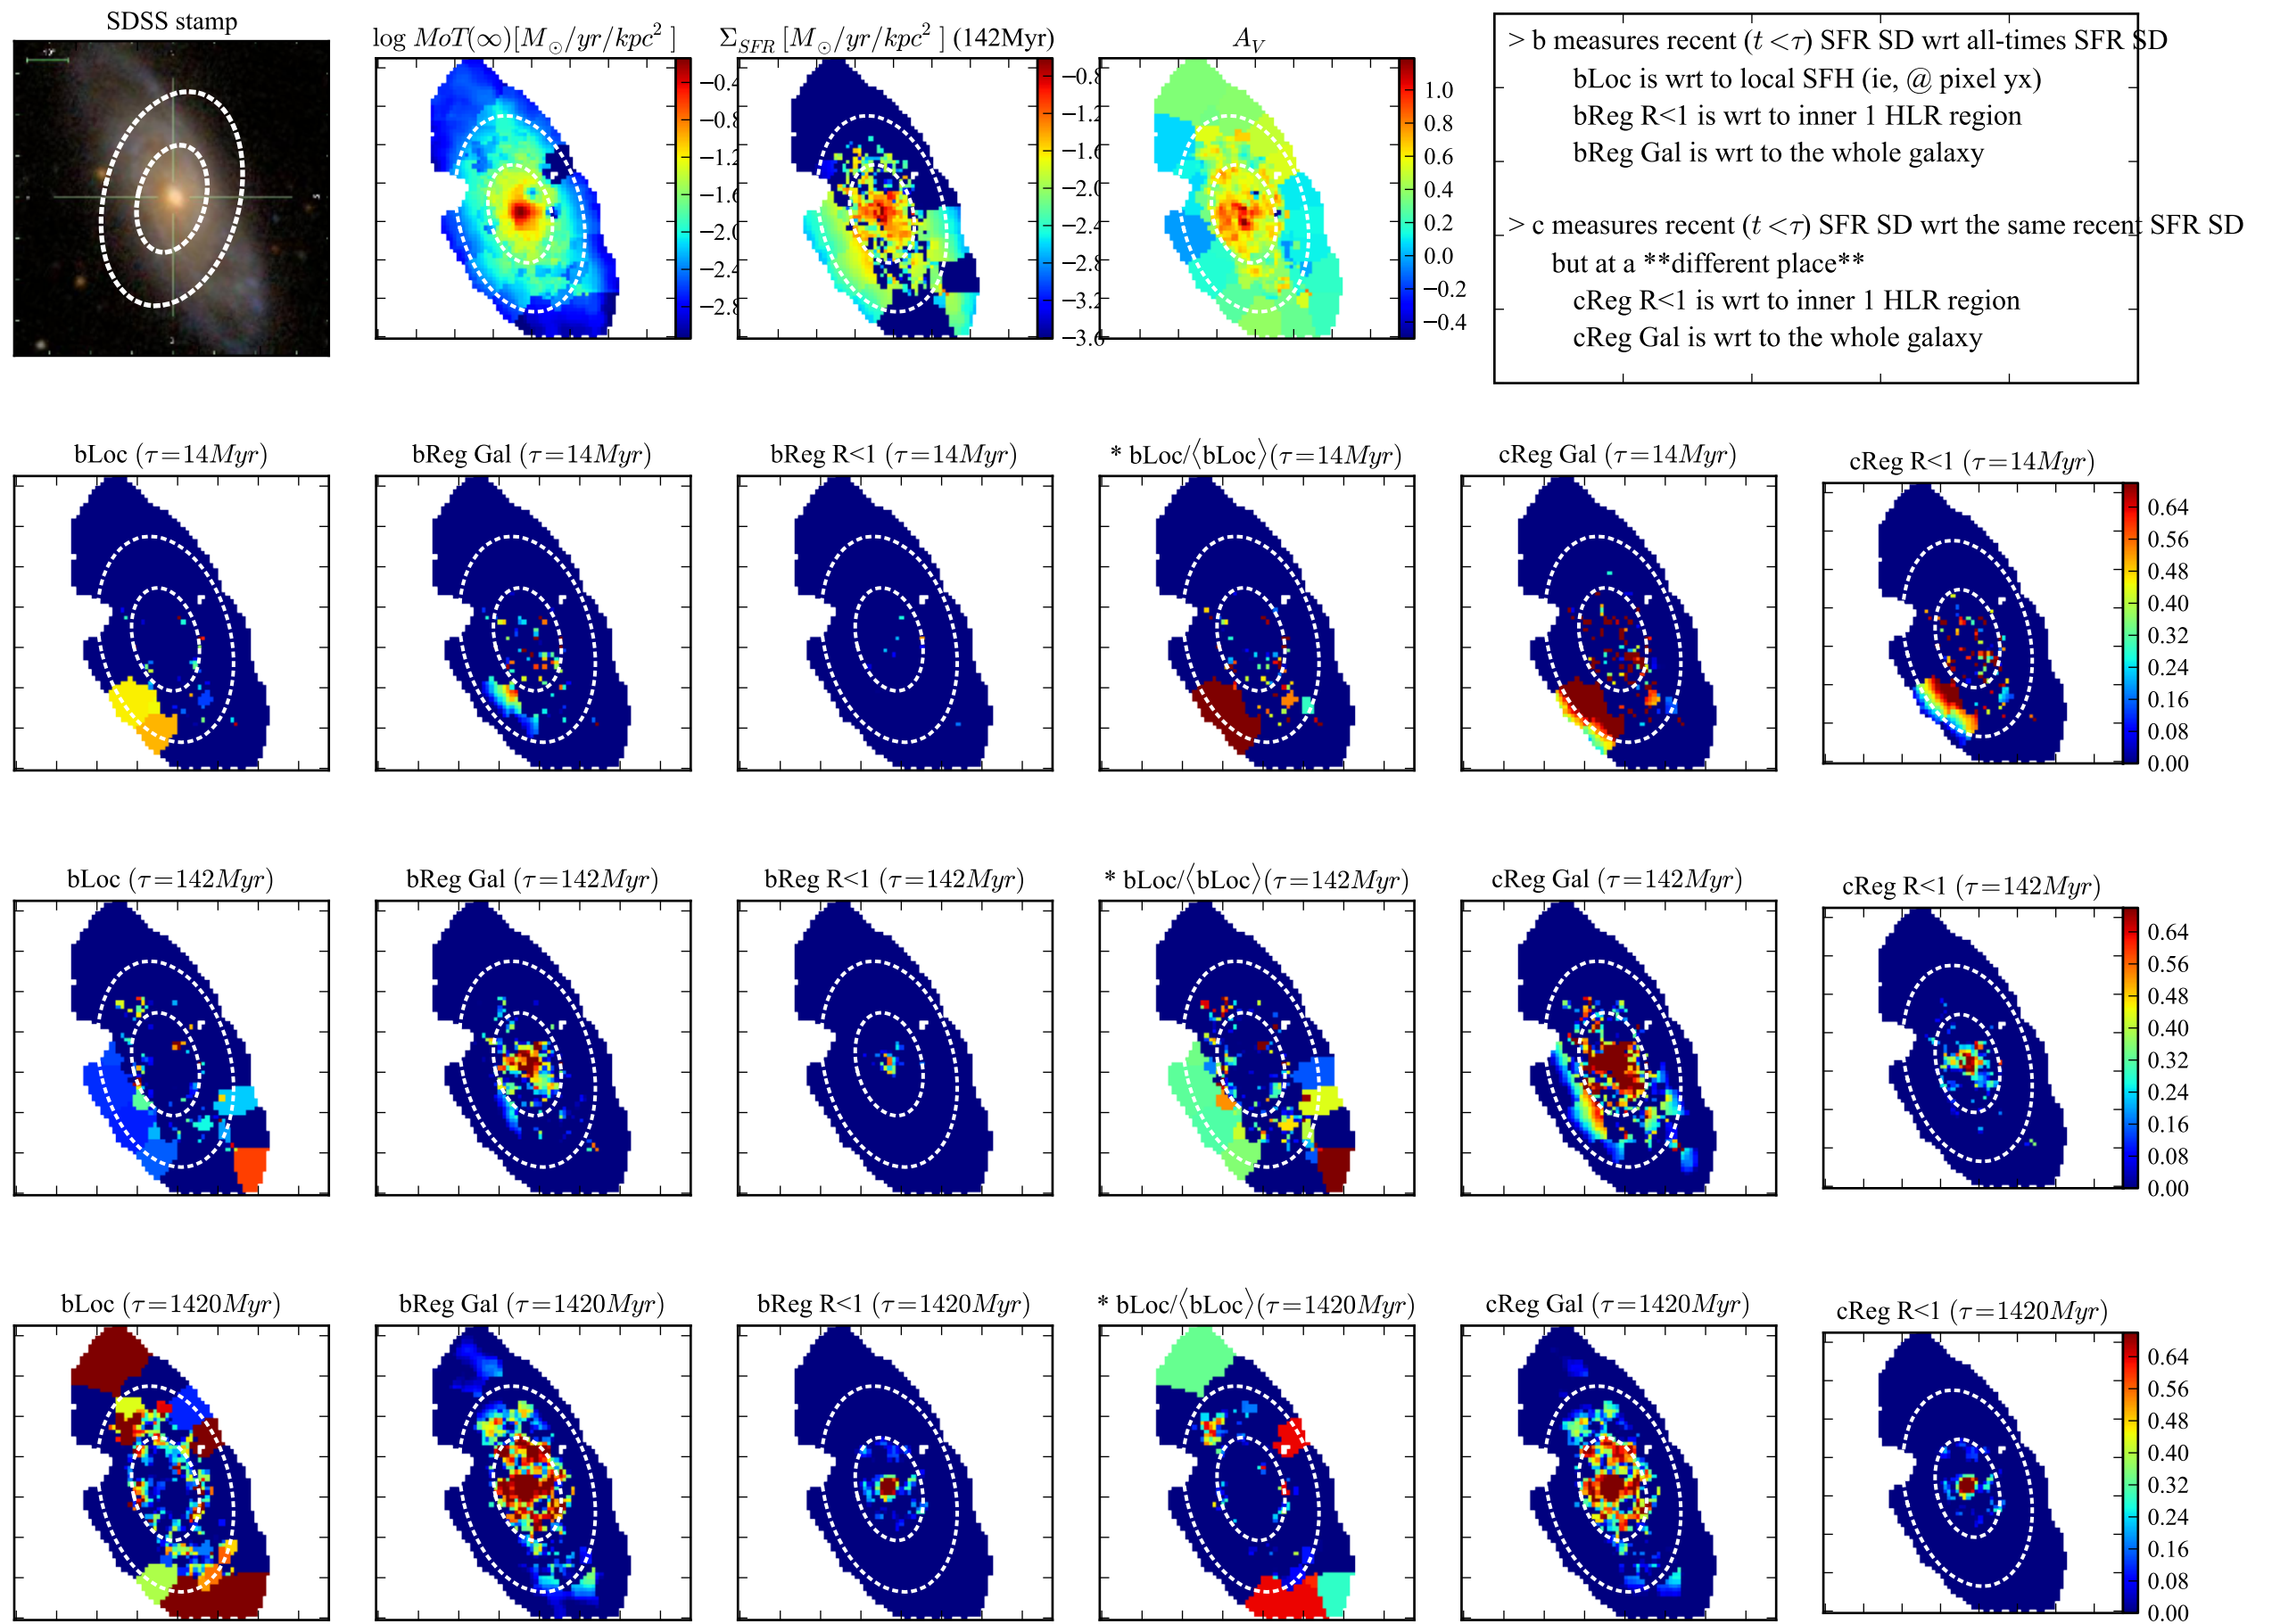 SDSS stamp
log MoT(∞)[M⊙/yr/kpc² ]
Σ_SFR [M⊙/yr/kpc² ] (142Myr)
A_V
−0.4
−0.8
−1.2
−1.6
−2.0
−2.4
−2.8
−0.8
−1.2
−1.6
−2.0
−2.4
−2.8
−3.2
−3.6
1.0
0.8
0.6
0.4
0.2
0.0
−0.2
−0.4
> b measures recent (t <τ) SFR SD wrt all-times SFR SD
bLoc is wrt to local SFH (ie, @ pixel yx)
bReg R<1 is wrt to inner 1 HLR region
bReg Gal is wrt to the whole galaxy
> c measures recent (t <τ) SFR SD wrt the same recent SFR SD
but at a **different place**
cReg R<1 is wrt to inner 1 HLR region
cReg Gal is wrt to the whole galaxy
bLoc (τ=14Myr)
bReg Gal (τ=14Myr)
bReg R<1 (τ=14Myr)
* bLoc/⟨bLoc⟩(τ=14Myr)
cReg Gal (τ=14Myr)
cReg R<1 (τ=14Myr)
0.64
0.56
0.48
0.40
0.32
0.24
0.16
0.08
0.00
bLoc (τ=142Myr)
bReg Gal (τ=142Myr)
bReg R<1 (τ=142Myr)
* bLoc/⟨bLoc⟩(τ=142Myr)
cReg Gal (τ=142Myr)
cReg R<1 (τ=142Myr)
0.64
0.56
0.48
0.40
0.32
0.24
0.16
0.08
0.00
bLoc (τ=1420Myr)
bReg Gal (τ=1420Myr)
bReg R<1 (τ=1420Myr)
* bLoc/⟨bLoc⟩(τ=1420Myr)
cReg Gal (τ=1420Myr)
cReg R<1 (τ=1420Myr)
0.64
0.56
0.48
0.40
0.32
0.24
0.16
0.08
0.00